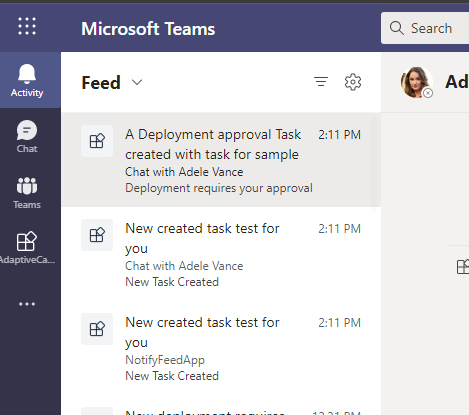 Microsoft Teams
Search
Activity
Chat
Teams
AdaptiveCa...
Feed
A Deployment approval Task 2:11 PM
created with task for sample
Chat with Adele Vance
Deployment requires your approval
New created task test for 2:11 PM
you
Chat with Adele Vance
New Task Created
New created task test for 2:11 PM
you
NotifyFeedApp
New Task Created
New deployment requires
Ad